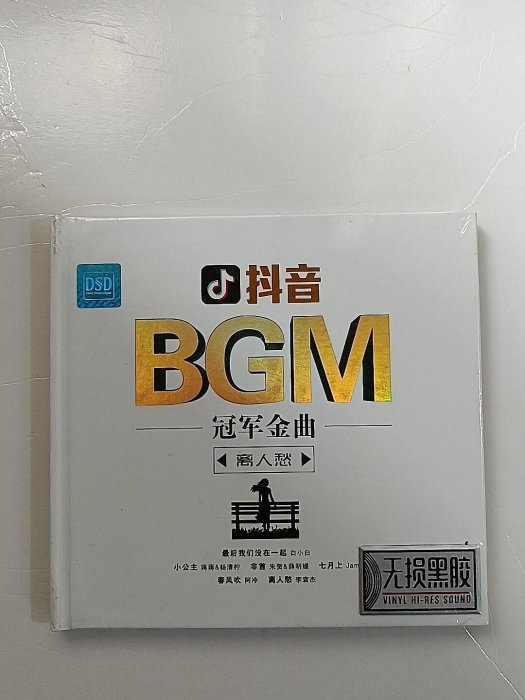 DSD
抖音
BGM
冠军金曲
离人愁
最后我们没在一起 白小白
小公主 蒋蒋&杨清柠 非酋 朱贺&薛明媛 七月上 Jam
春风吹 阿冷 离人愁 李袁杰
无损黑胶
VINYL HI-RES SOUND